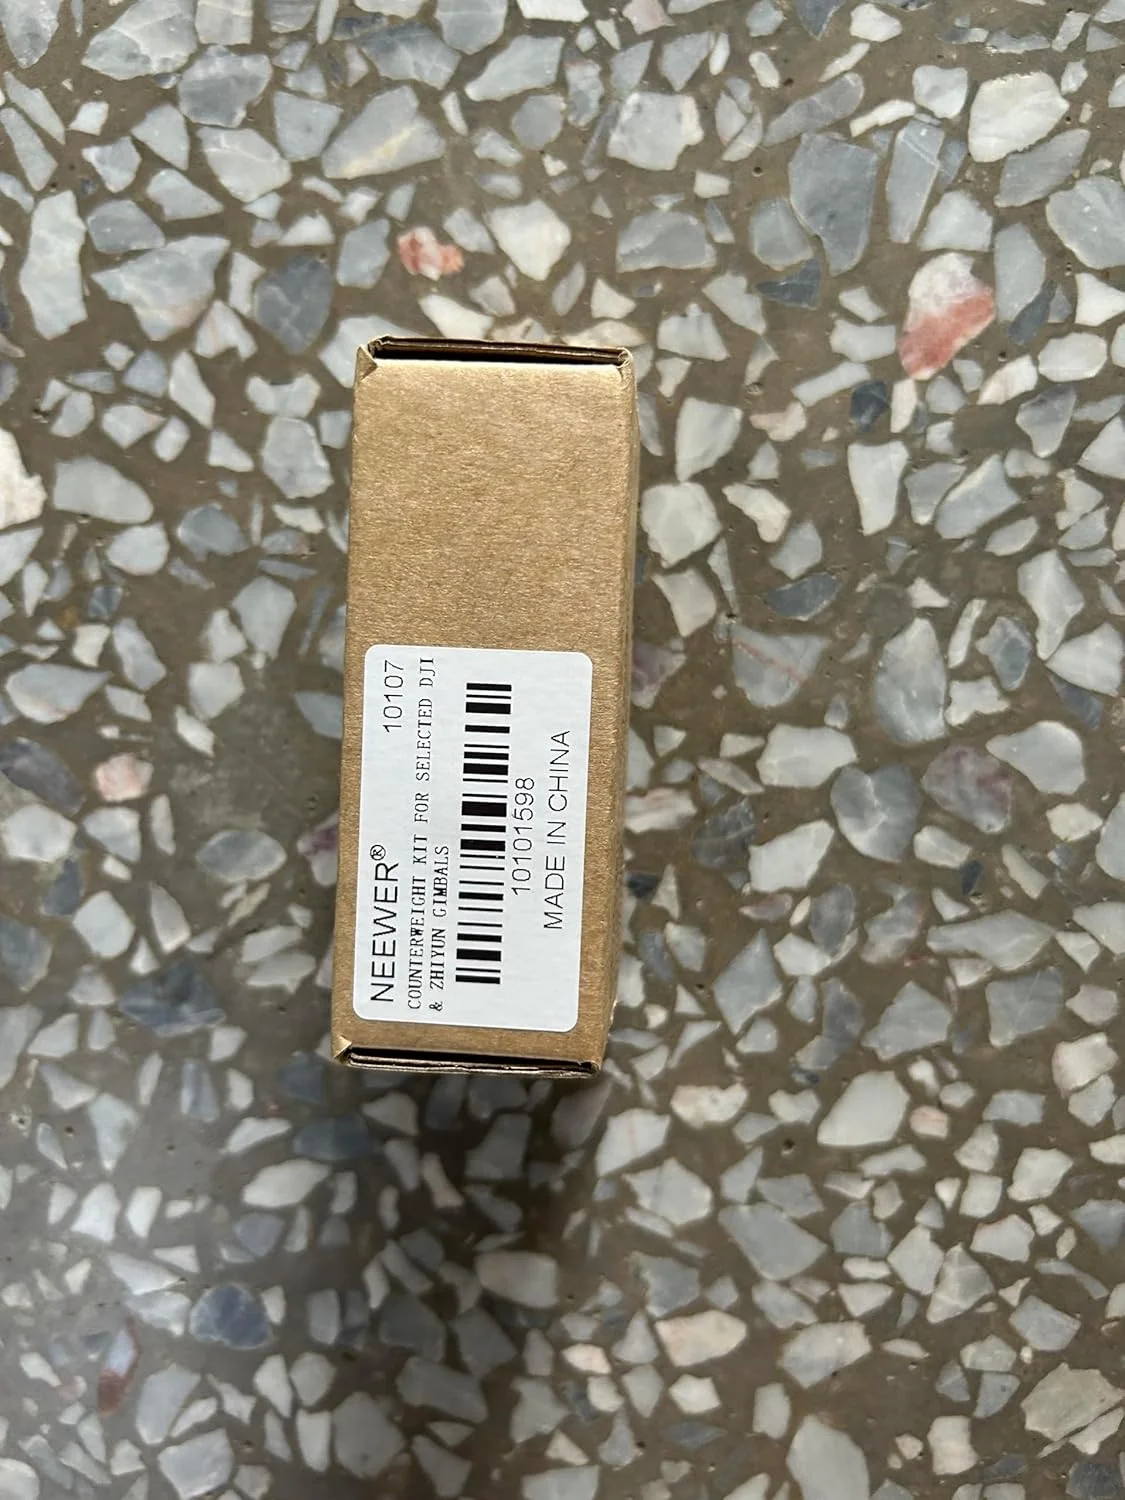 NEEWER® 10107
COUNTERWEIGHT KIT FOR SELECTED DJI
& ZHIYUN GIMBALS
10101598
MADE IN CHINA